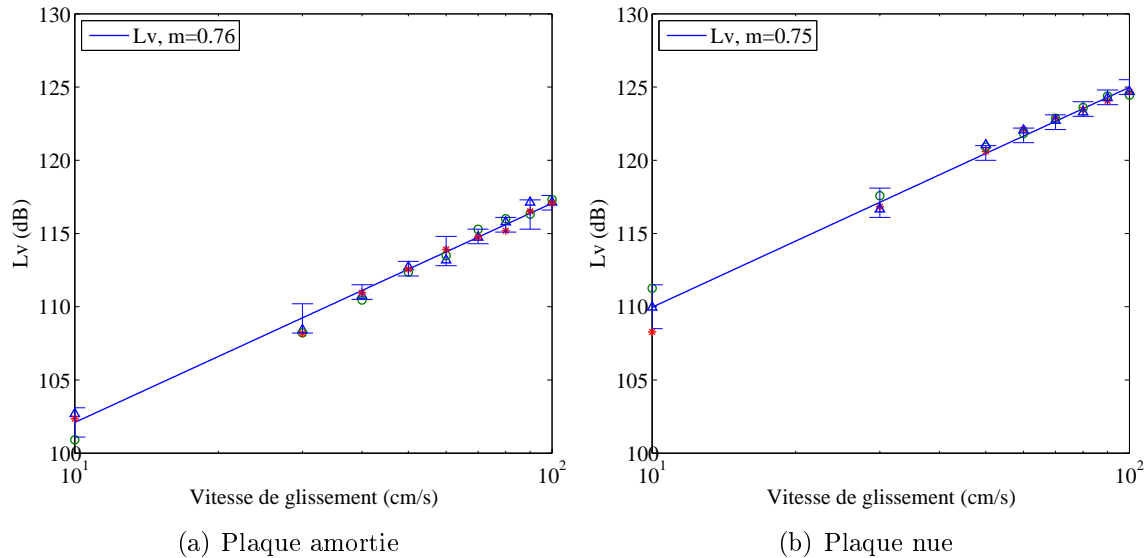 130
125
120
115
110
105
100
Lv (dB)
Lv, m=0.76
10¹
10²
Vitesse de glissement (cm/s)
(a) Plaque amortie
130
125
120
115
110
105
100
Lv (dB)
Lv, m=0.75
10¹
10²
Vitesse de glissement (cm/s)
(b) Plaque nue